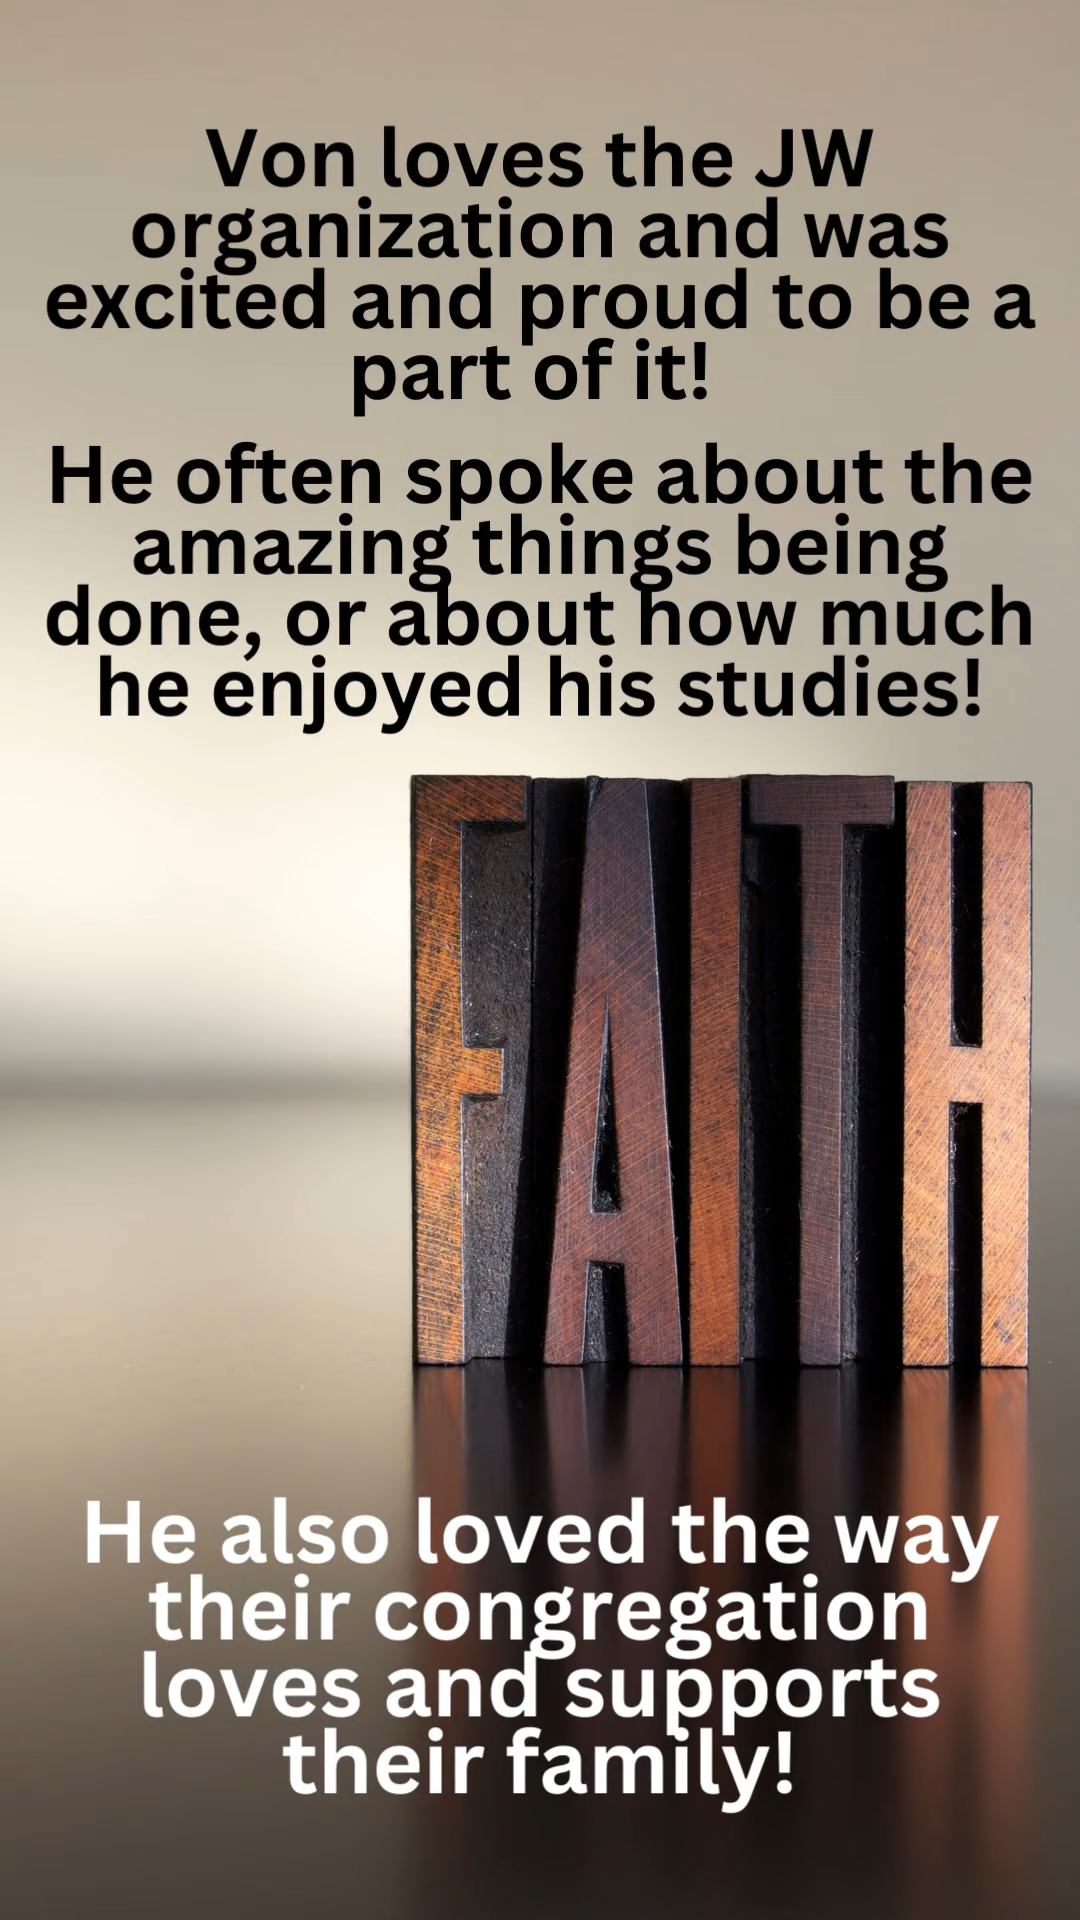 Von loves the JW
organization and was
excited and proud to be a
part of it!
He often spoke about the
amazing things being
done, or about how much
he enjoyed his studies!
FAITH
He also loved the way
their congregation
loves and supports
their family!